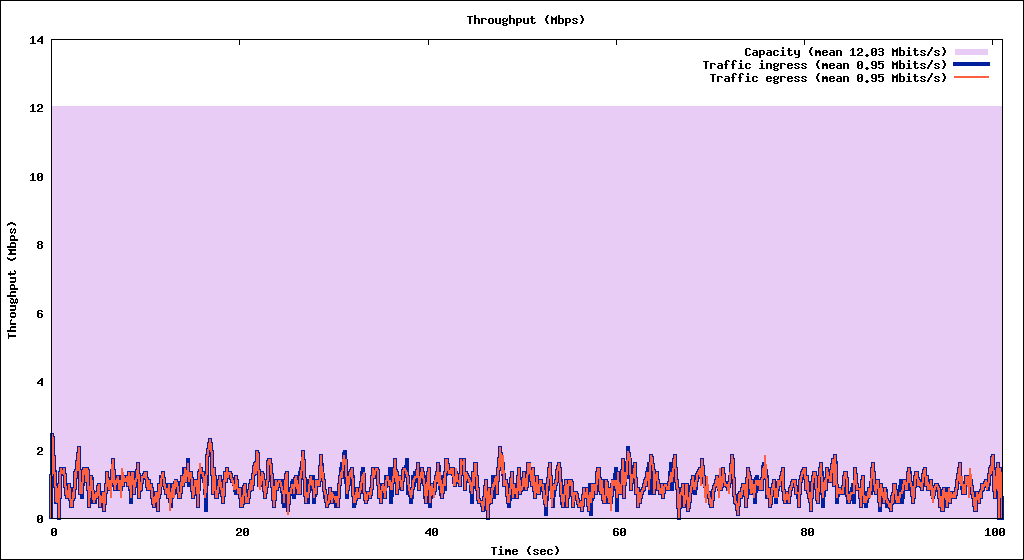 Throughput (Mbps)
14
Capacity (mean 12.03 Mbits/s)
Traffic ingress (mean 0.95 Mbits/s)
Traffic egress (mean 0.95 Mbits/s)
12
10
8
6
4
2
0
Throughput (Mbps)
0 20 40 60 80 100
Time (sec)